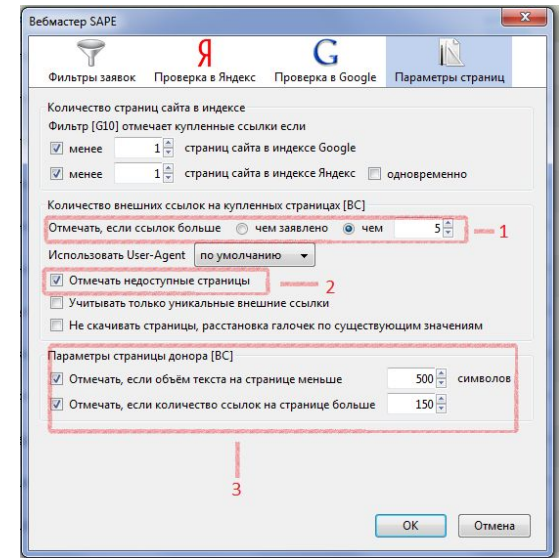 Вебмастер SAPE
Фильтры заявок Проверка в Яндекс Проверка в Google Параметры страниц
Количество страниц сайта в индексе
Фильтр [G10] отмечает купленные ссылки если
менее 1 страниц сайта в индексе Google
менее 1 страниц сайта в индексе Яндекс одновременно
Количество внешних ссылок на купленных страницах [ВС]
Отмечать, если ссылок больше чем заявлено чем 5 1
Использовать User-Agent по умолчанию
Отмечать недоступные страницы 2
Учитывать только уникальные внешние ссылки
Не скачивать страницы, расстановка галочек по существующим значениям
Параметры страницы донора [ВС]
Отмечать, если объём текста на странице меньше 500 символов
Отмечать, если количество ссылок на странице больше 150
3
OK Отмена